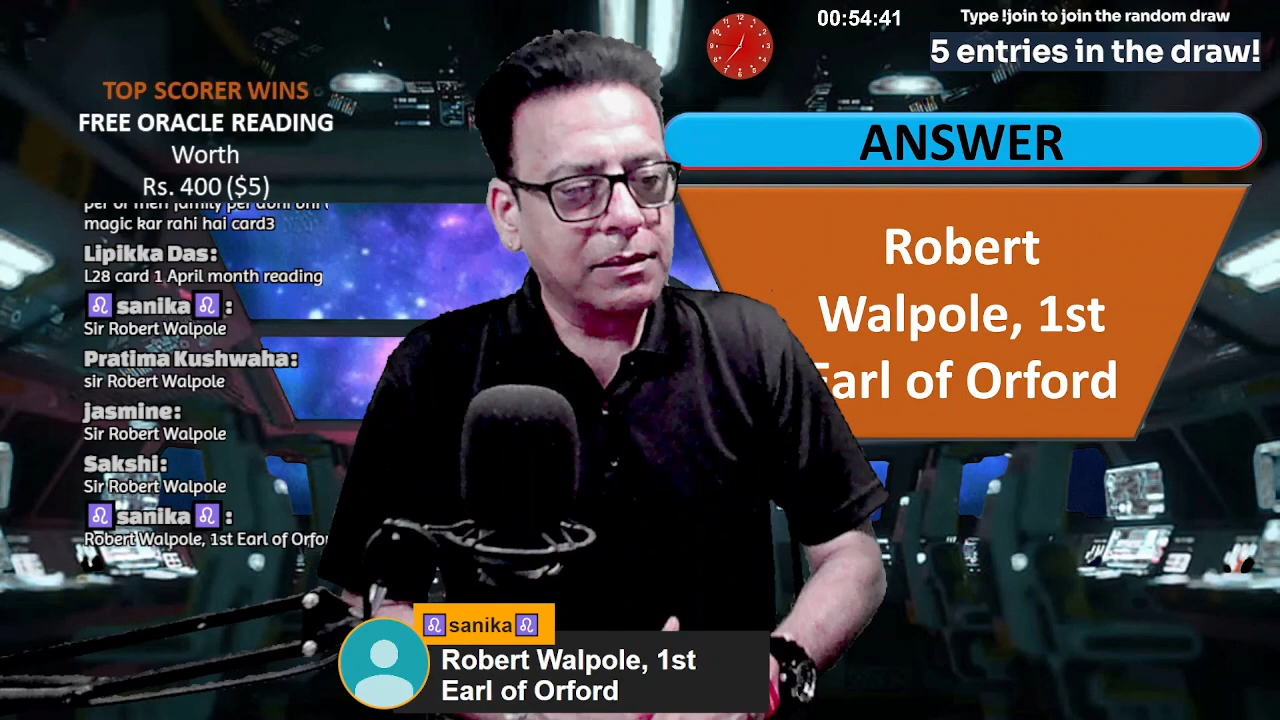 00:54:41
Type !join to join the random draw
5 entries in the draw!
TOP SCORER WINS
FREE ORACLE READING
Worth
Rs. 400 ($5)
magic kar rahi hai card3
Lipikka Das:
L28 card 1 April month reading
♌ sanika ♌ :
Sir Robert Walpole
Pratima Kushwaha:
sir Robert Walpole
jasmine:
Sir Robert Walpole
Sakshi:
Sir Robert Walpole
♌ sanika ♌ :
Robert Walpole, 1st Earl of Orfo
ANSWER
Robert
Walpole, 1st
Earl of Orford
♌ sanika ♌
Robert Walpole, 1st
Earl of Orford